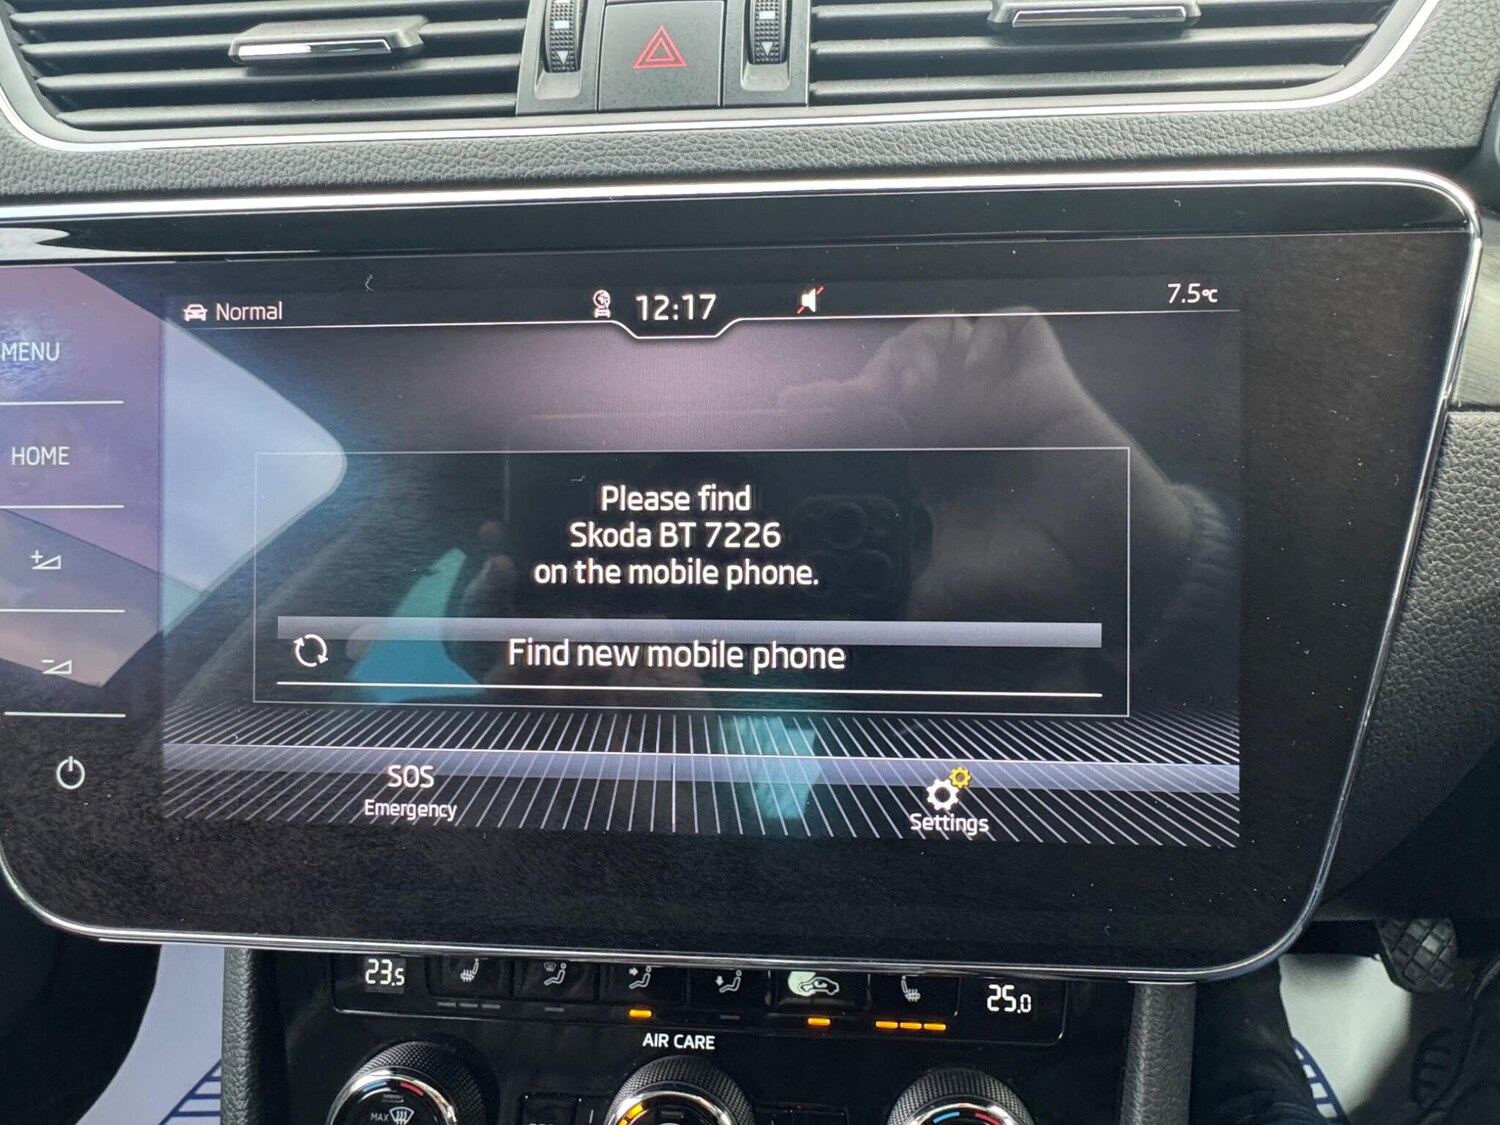 Normal
12:17
7.5°C
MENU
HOME
Please find
Skoda BT 7226
on the mobile phone.
Find new mobile phone
SOS
Emergency
Settings
23.5
25.0
AIR CARE
MAX